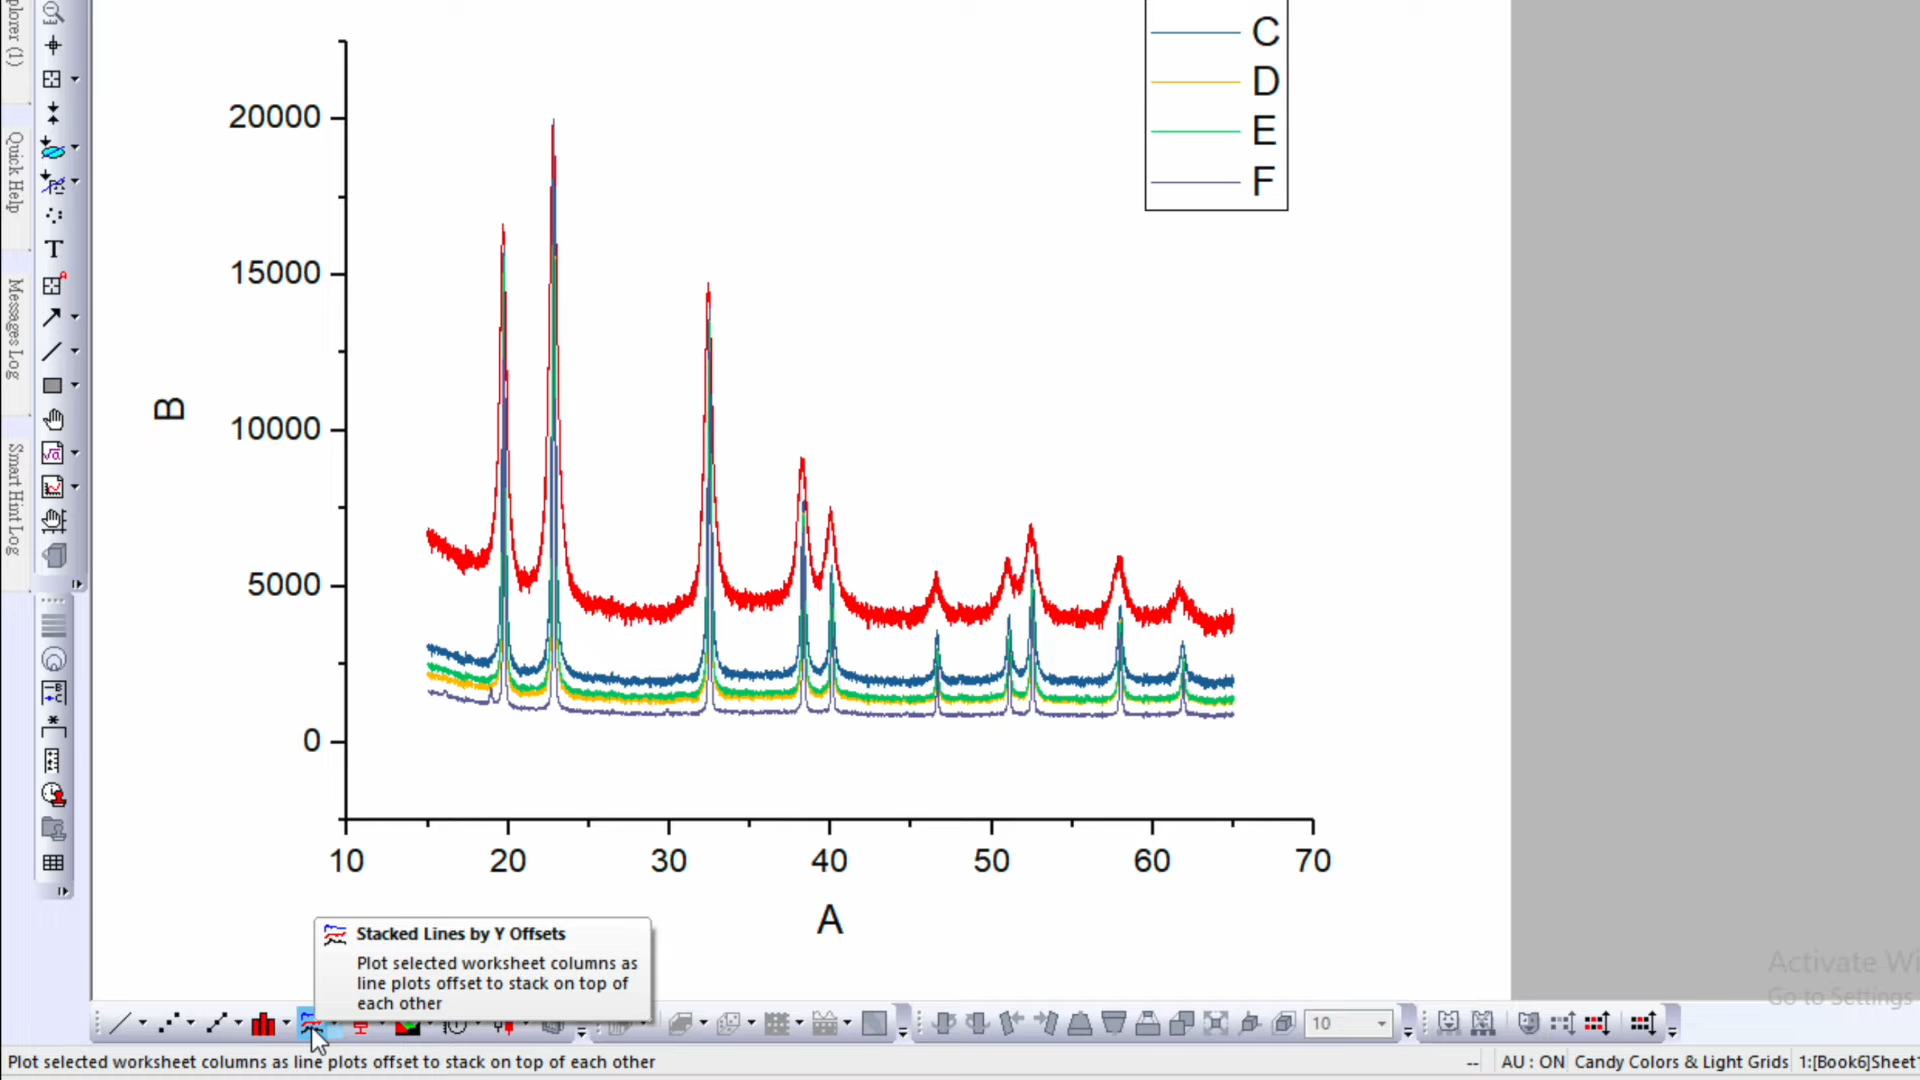 plorer (1)
Quick Help
Messages Log
Smart Hint Log
T
C
D
E
F
20000
15000
10000
5000
0
B
10 20 30 40 50 60 70
A
Stacked Lines by Y Offsets
Plot selected worksheet columns as
line plots offset to stack on top of
each other
Activate Wi
Go to Settings
10
Plot selected worksheet columns as line plots offset to stack on top of each other
-- AU : ON Candy Colors & Light Grids 1:[Book6]Sheet1